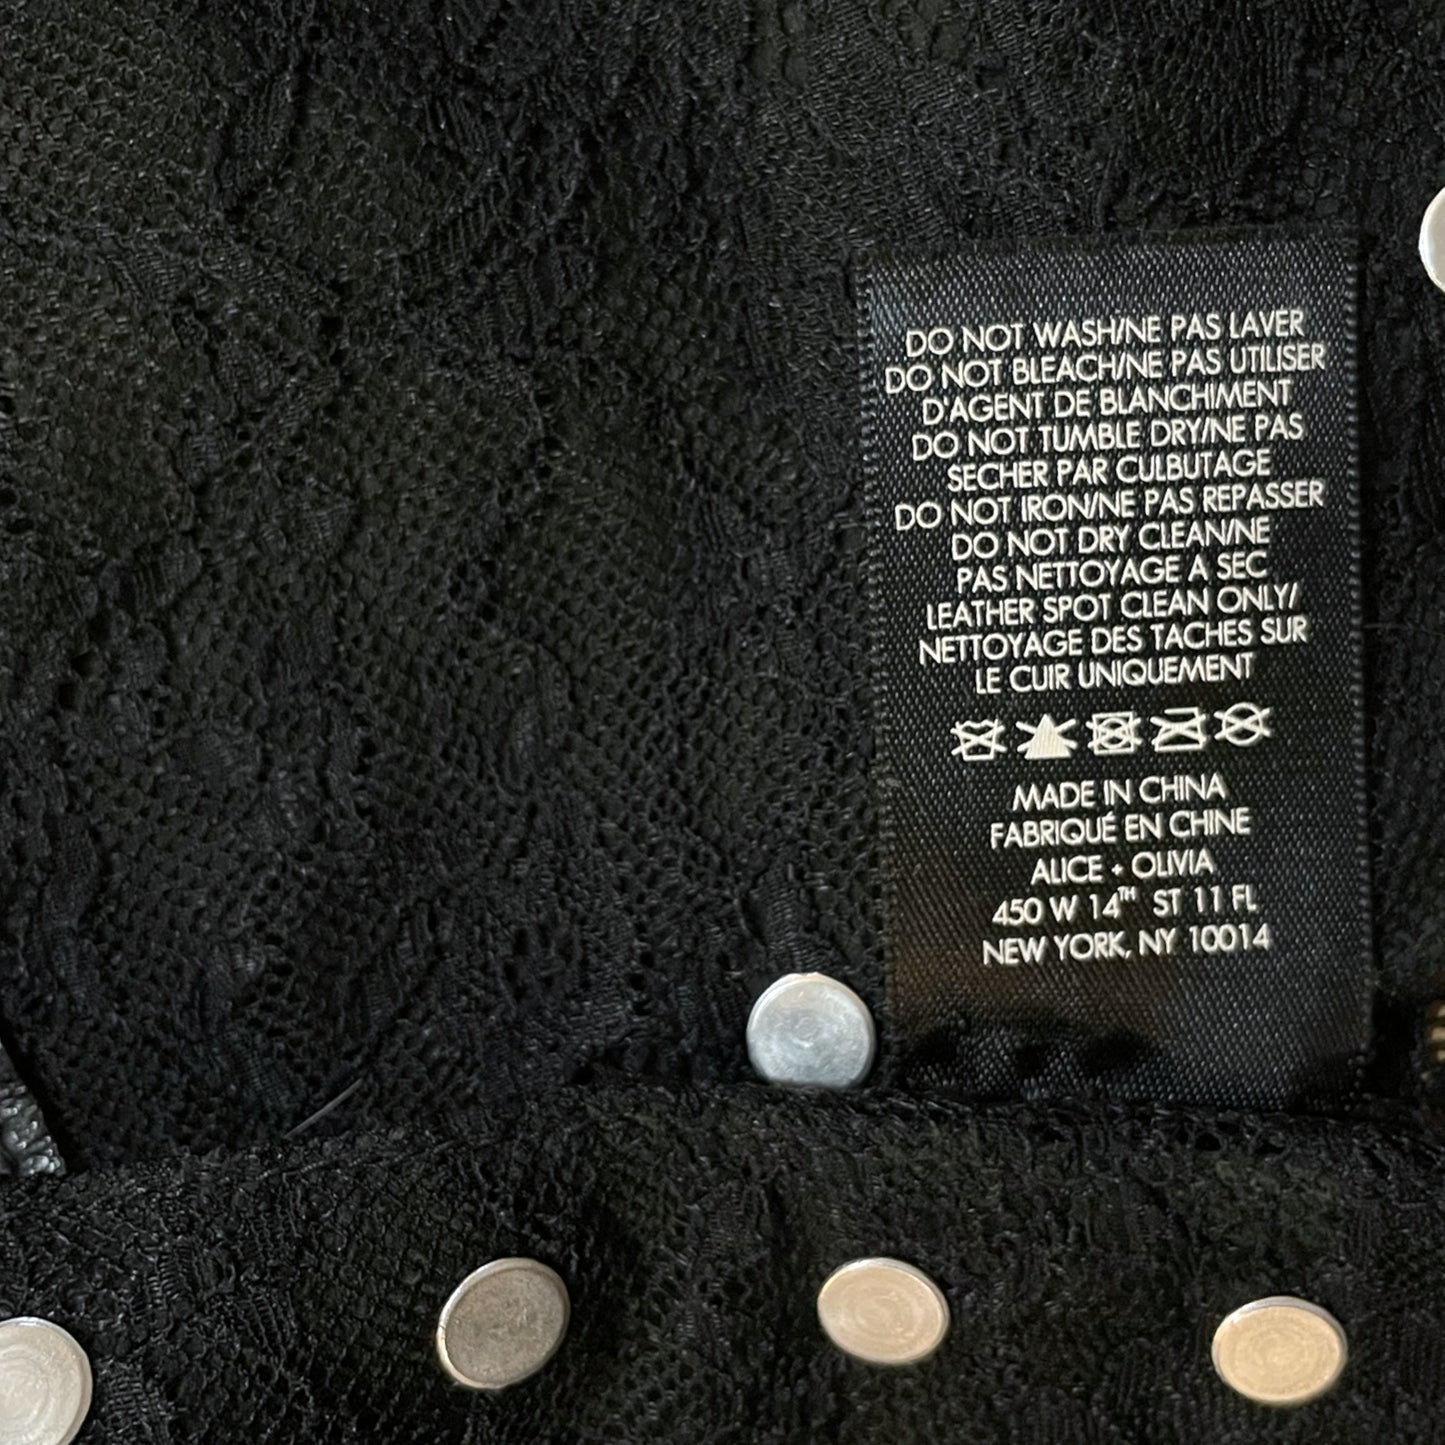 DO NOT WASH/NE PAS LAVER
DO NOT BLEACH/NE PAS UTILISER
D'AGENT DE BLANCHIMENT
DO NOT TUMBLE DRY/NE PAS
SECHER PAR CULBUTAGE
DO NOT IRON/NE PAS REPASSER
DO NOT DRY CLEAN/NE
PAS NETTOYAGE A SEC
LEATHER SPOT CLEAN ONLY/
NETTOYAGE DES TACHES SUR
LE CUIR UNIQUEMENT
MADE IN CHINA
FABRIQUÉ EN CHINE
ALICE + OLIVIA
450 W 14TH ST 11 FL
NEW YORK, NY 10014